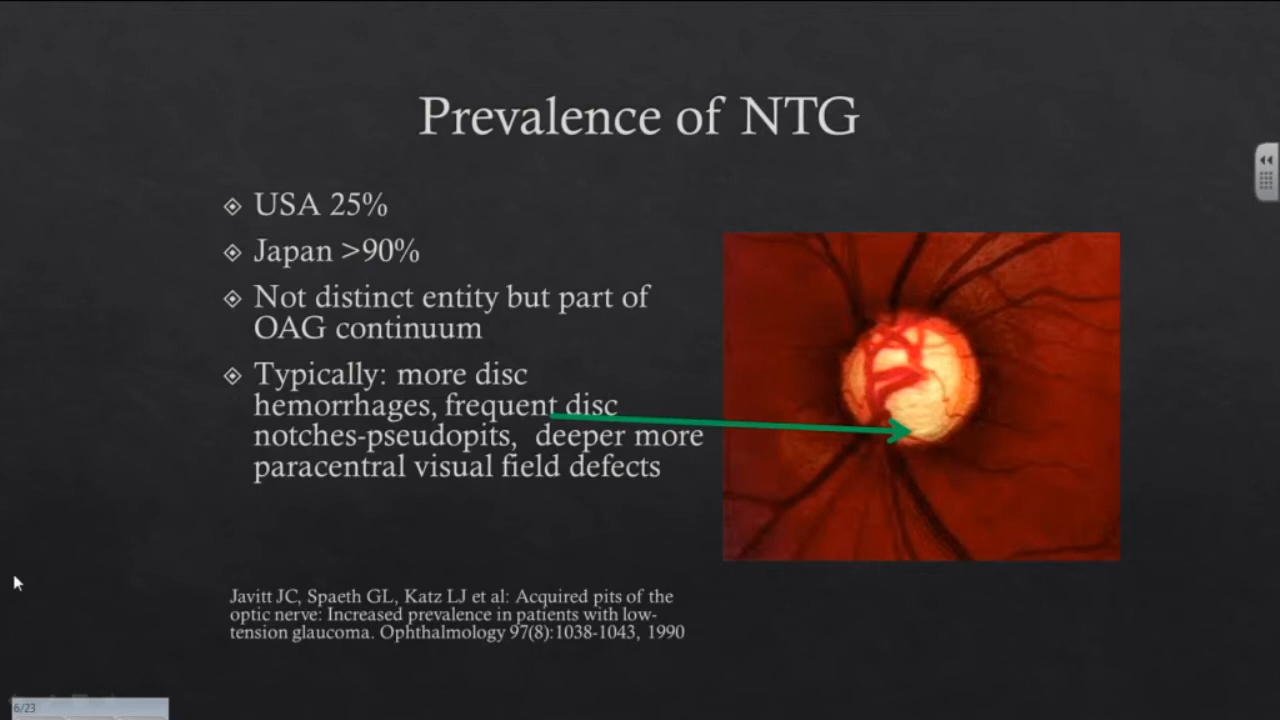 Prevalence of NTG
USA 25%
Japan >90%
Not distinct entity but part of
OAG continuum
Typically: more disc
hemorrhages, frequent disc
notches-pseudopits, deeper more
paracentral visual field defects
Javitt JC, Spaeth GL, Katz LJ et al: Acquired pits of the
optic nerve: Increased prevalence in patients with low-
tension glaucoma. Ophthalmology 97(8):1038-1043, 1990
6/23